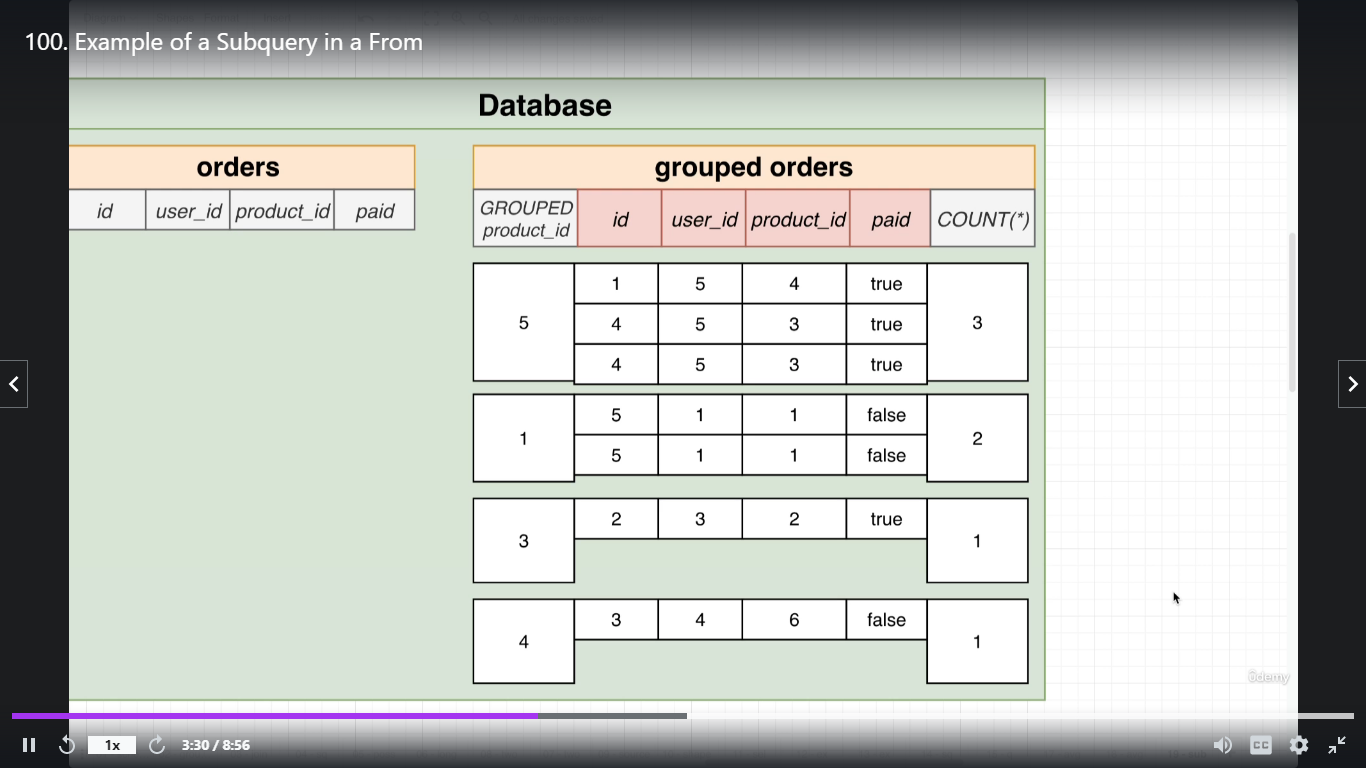 100. Example of a Subquery in a From
Database
orders
id user_id product_id paid
grouped orders
GROUPED product_id id user_id product_id paid COUNT(*)
5 1 5 4 true 3
4 5 3 true
4 5 3 true
1 5 1 1 false 2
5 1 1 false
3 2 3 2 true 1
4 3 4 6 false 1
ûdemy
1x 3:30 / 8:56 CC